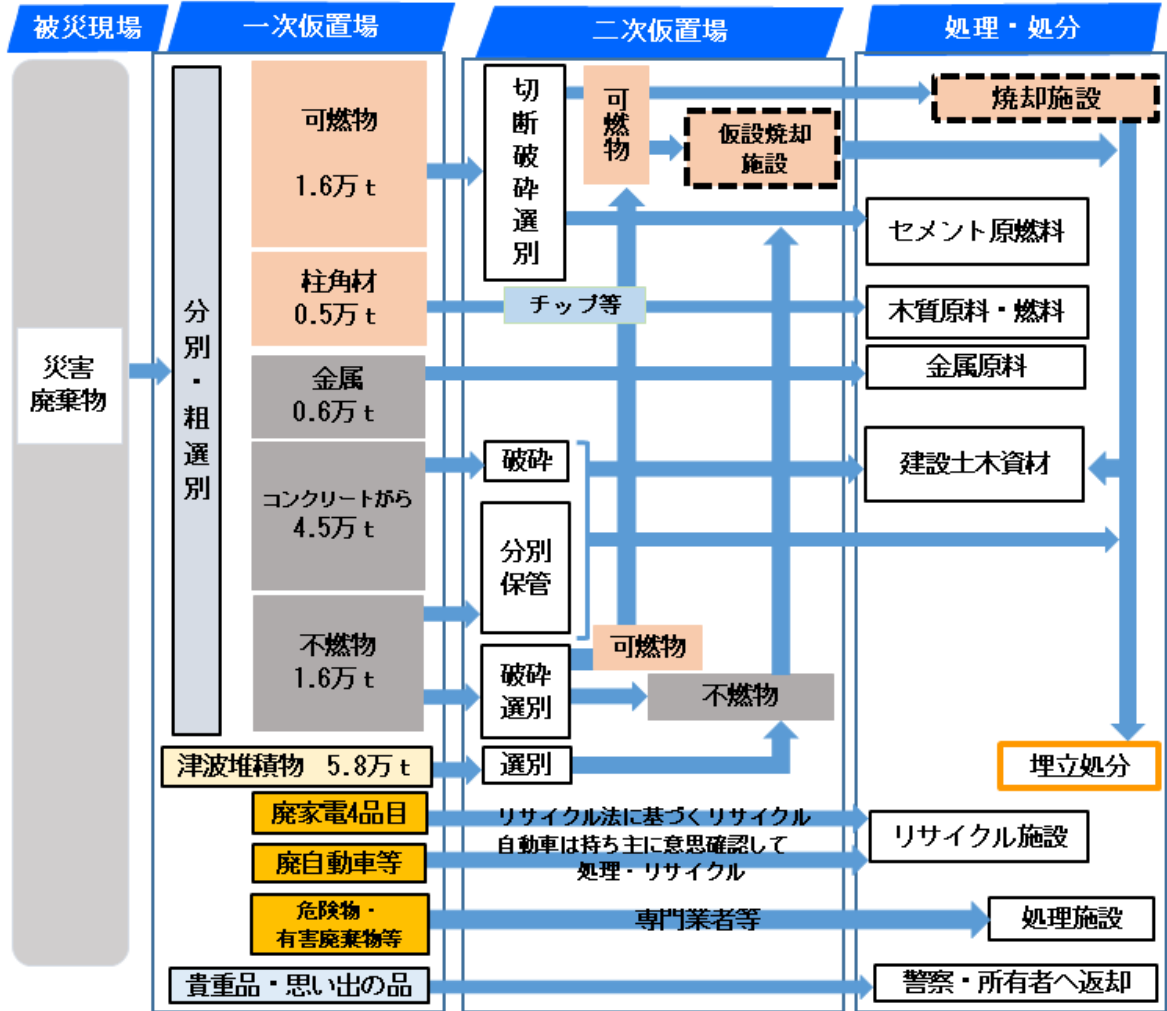 被災現場
一次仮置場
二次仮置場
処理・処分
災害
廃棄物
分別・粗選別
可燃物
1.6万t
柱角材
0.5万t
金属
0.6万t
コンクリートがら
4.5万t
不燃物
1.6万t
津波堆積物 5.8万t
廃家電4品目
廃自動車等
危険物・
有害廃棄物等
貴重品・思い出の品
切断破砕選別
可燃物
仮設焼却
施設
チップ等
破砕
分別
保管
可燃物
破砕
選別
不燃物
選別
リサイクル法に基づくリサイクル
自動車は持ち主に意思確認して
処理・リサイクル
専門業者等
焼却施設
セメント原燃料
木質原料・燃料
金属原料
建設土木資材
埋立処分
リサイクル施設
処理施設
警察・所有者へ返却